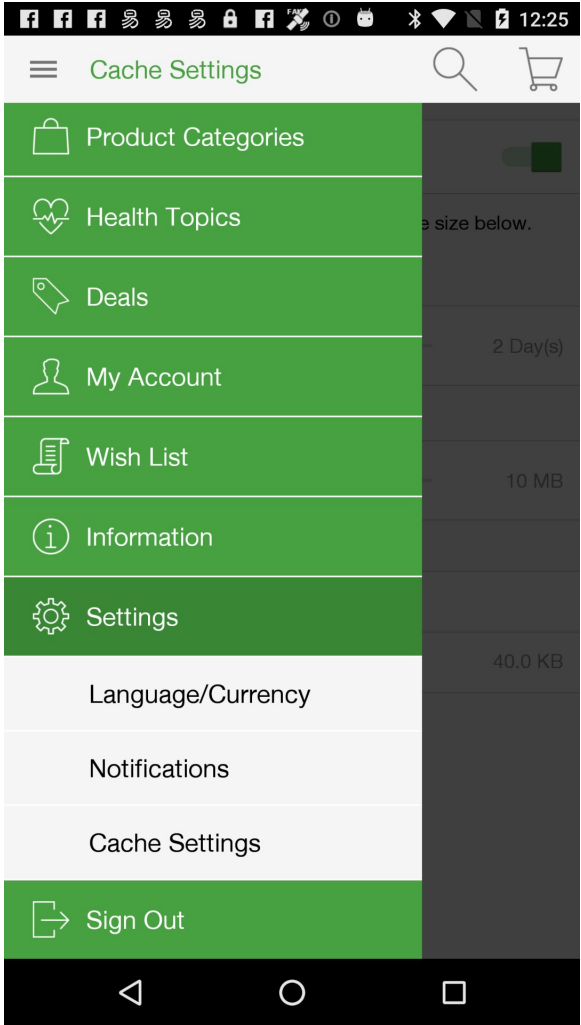 FAKE
12:25
Cache Settings
Product Categories
Health Topics
e size below.
Deals
2 Day(s)
My Account
Wish List
10 MB
Information
Settings
40.0 KB
Language/Currency
Notifications
Cache Settings
Sign Out